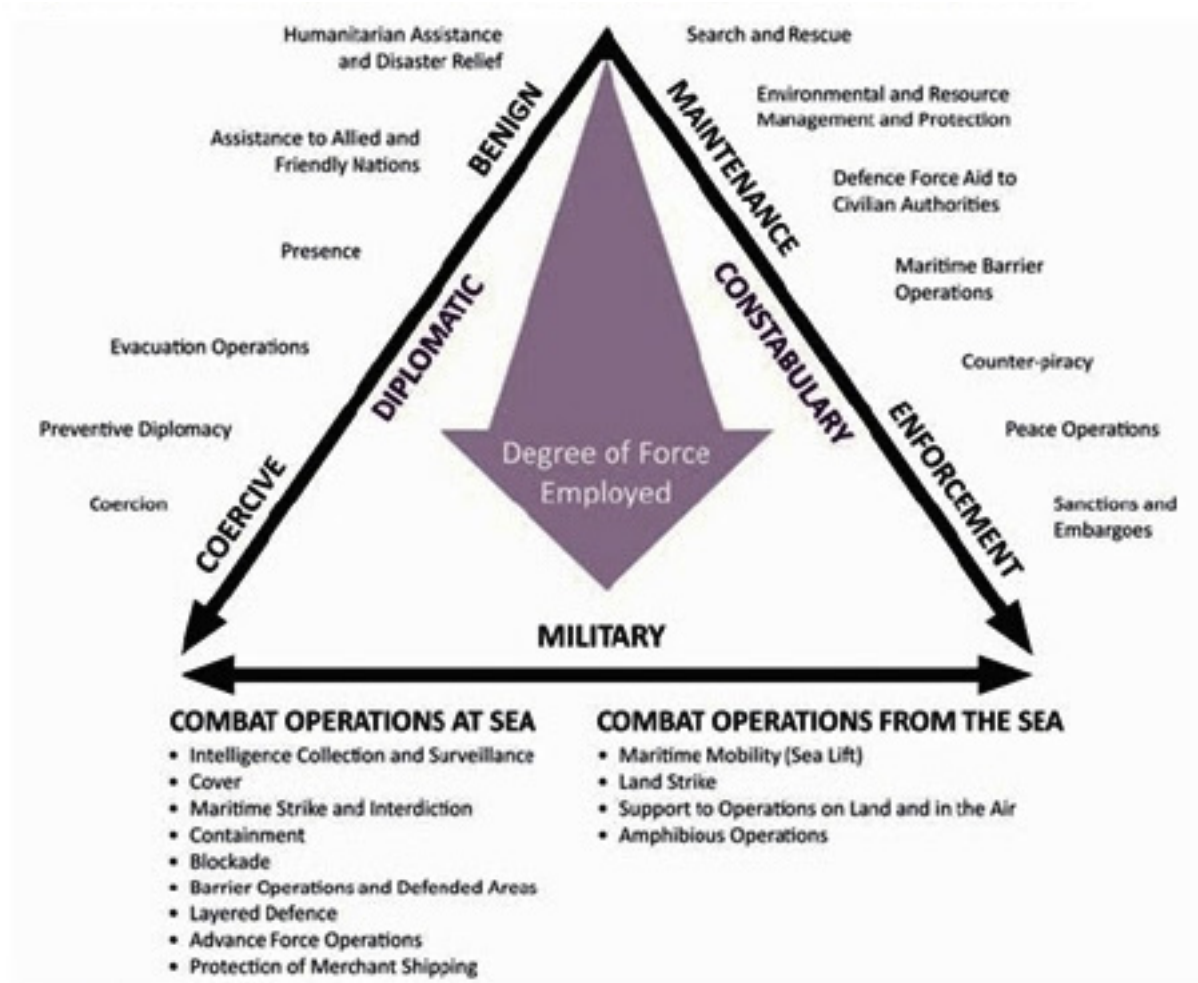 Humanitarian Assistance
and Disaster Relief
Assistance to Allied and
Friendly Nations
Presence
Evacuation Operations
Preventive Diplomacy
Coercion
BENIGN
DIPLOMATIC
COERCIVE
Degree of Force
Employed
MAINTENANCE
CONSTABULARY
ENFORCEMENT
Search and Rescue
Environmental and Resource
Management and Protection
Defence Force Aid to
Civilian Authorities
Maritime Barrier
Operations
Counter-piracy
Peace Operations
Sanctions and
Embargoes
MILITARY
COMBAT OPERATIONS AT SEA
• Intelligence Collection and Surveillance
• Cover
• Maritime Strike and Interdiction
• Containment
• Blockade
• Barrier Operations and Defended Areas
• Layered Defence
• Advance Force Operations
• Protection of Merchant Shipping
COMBAT OPERATIONS FROM THE SEA
• Maritime Mobility (Sea Lift)
• Land Strike
• Support to Operations on Land and in the Air
• Amphibious Operations